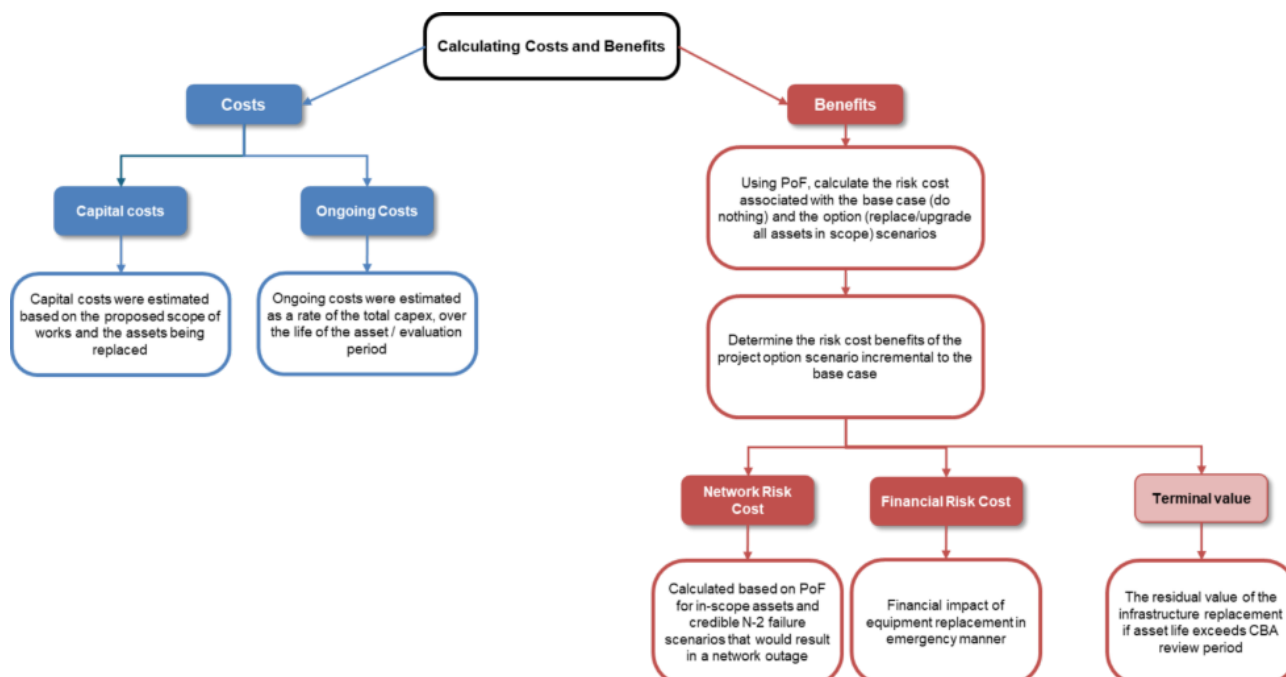 Calculating Costs and Benefits
Costs
Benefits
Capital costs
Ongoing Costs
Capital costs were estimated
based on the proposed scope of
works and the assets being
replaced
Ongoing costs were estimated
as a rate of the total capex, over
the life of the asset / evaluation
period
Using PoF, calculate the risk cost
associated with the base case (do
nothing) and the option (replace/upgrade
all assets in scope) scenarios
Determine the risk cost benefits of the
project option scenario incremental to the
base case
Network Risk
Cost
Financial Risk Cost
Terminal value
Calculated based on PoF
for in-scope assets and
credible N-2 failure
scenarios that would result
in a network outage
Financial impact of
equipment replacement in
emergency manner
The residual value of the
infrastructure replacement
if asset life exceeds CBA
review period